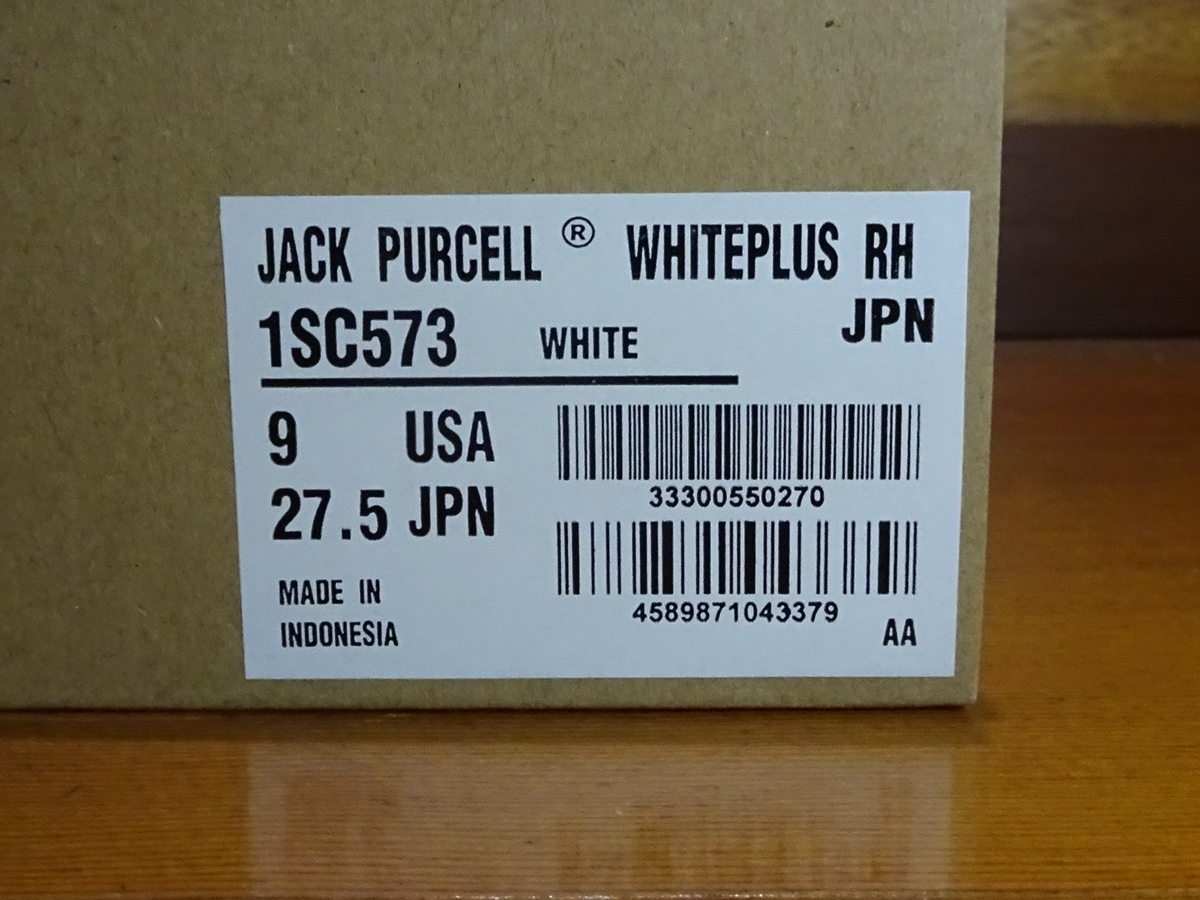 JACK PURCELL ® WHITEPLUS RH
1SC573 WHITE JPN
9 USA
27.5 JPN
33300550270
4589871043379
MADE IN
INDONESIA
AA